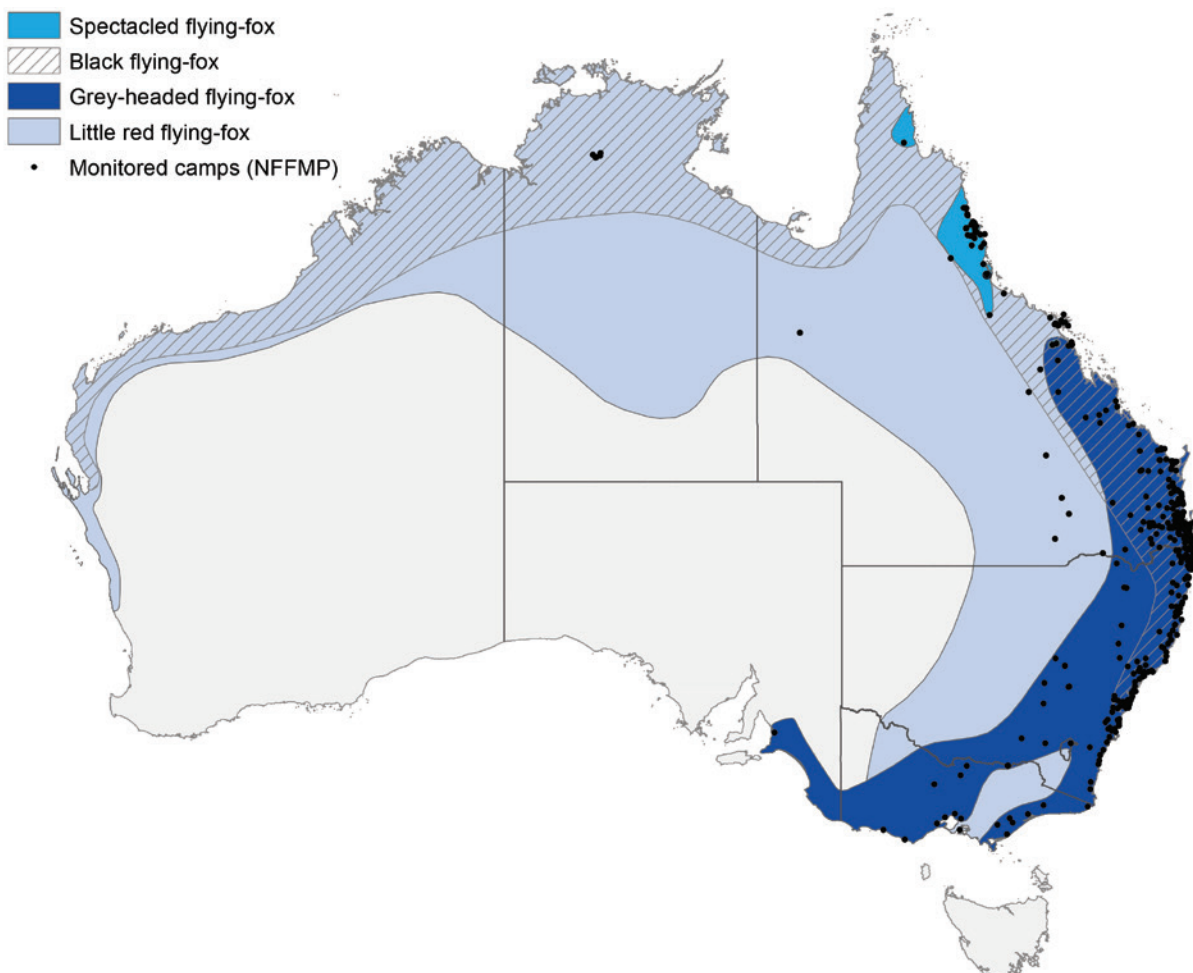 Spectacled flying-fox
Black flying-fox
Grey-headed flying-fox
Little red flying-fox
Monitored camps (NFFMP)